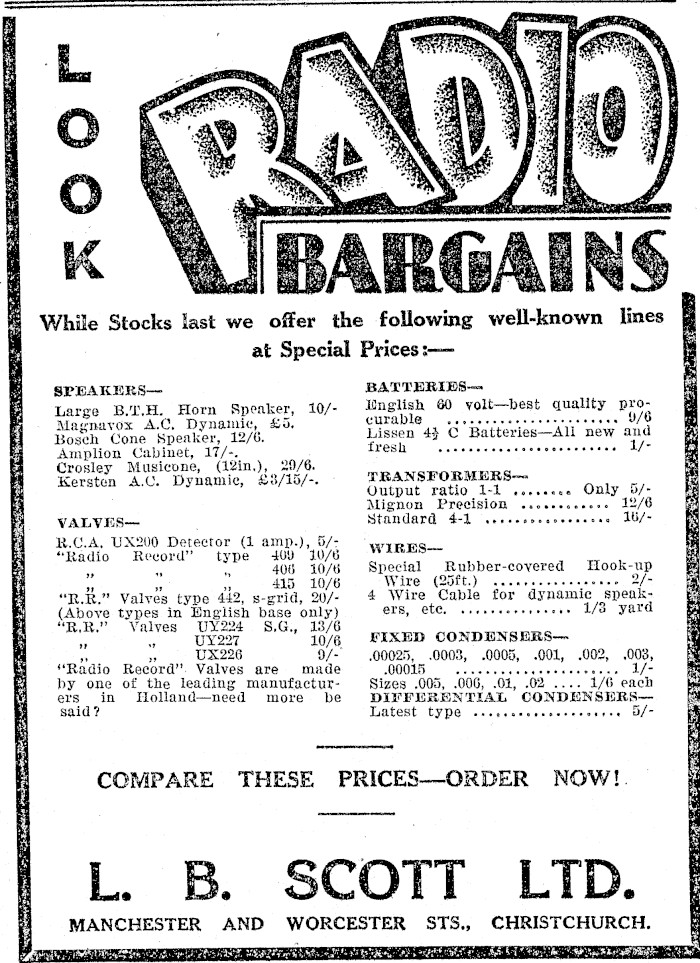 LOOK
RADIO
BARGAINS
While Stocks last we offer the following well-known lines
at Special Prices:—
SPEAKERS—
Large B.T.H. Horn Speaker, 10/-
Magnavox A.C. Dynamic, £5.
Bosch Cone Speaker, 12/6.
Amplion Cabinet, 17/-.
Crosley Musicone, (12in.), 29/6.
Kersten A.C. Dynamic, £3/15/-.
VALVES—
R.C.A. UX200 Detector (1 amp.), 5/-
"Radio Record" type 409 10/6
" " " 406 10/6
" " " 415 10/6
"R.R." Valves type 442, s-grid, 20/-
(Above types in English base only)
"R.R." Valves UY224 S.G., 13/6
" " UY227 10/6
" " UX226 9/-
"Radio Record" Valves are made
by one of the leading manufactur-
ers in Holland—need more be
said?
BATTERIES—
English 60 volt—best quality pro-
curable ...................... 9/6
Lissen 4½ C Batteries—All new and
fresh ....................... 1/-
TRANSFORMERS—
Output ratio 1-1 ........ Only 5/-
Mignon Precision ............ 12/6
Standard 4-1 ................ 16/-
WIRES—
Special Rubber-covered Hook-up
Wire (25ft.) ................ 2/-
4 Wire Cable for dynamic speak-
ers, etc. .............. 1/3 yard
FIXED CONDENSERS—
.00025, .0003, .0005, .001, .002, .003,
.00015 ..................... 1/-
Sizes .005, .006, .01, .02 .... 1/6 each
DIFFERENTIAL CONDENSERS—
Latest type ................... 5/-
COMPARE THESE PRICES—ORDER NOW!
L. B. SCOTT LTD.
MANCHESTER AND WORCESTER STS., CHRISTCHURCH.